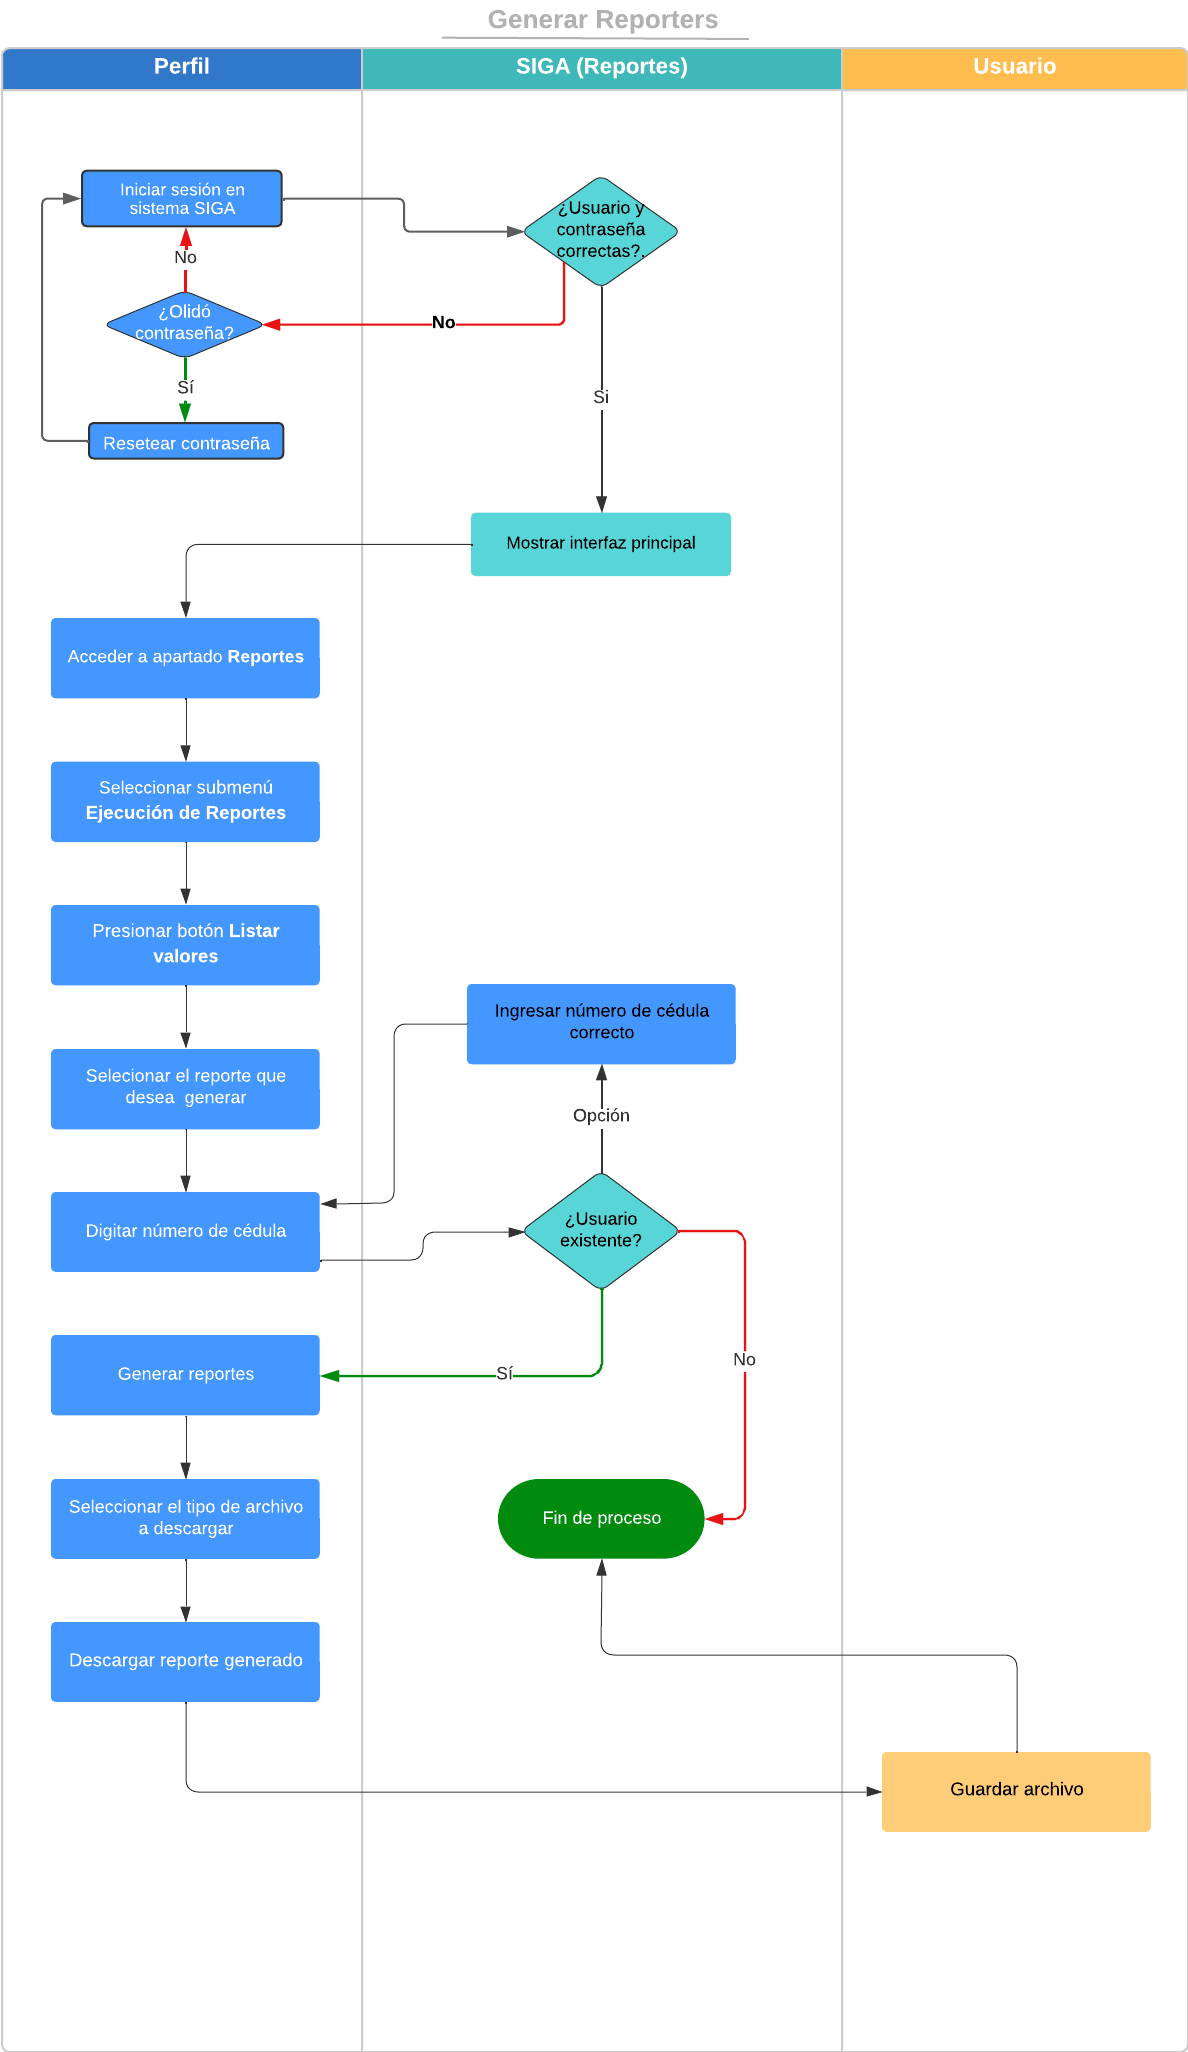 Generar Reporters
Perfil
SIGA (Reportes)
Usuario
Iniciar sesión en
sistema SIGA
¿Usuario y
contraseña
correctas?.
No
¿Olidó
contraseña?
No
Sí
Si
Resetear contraseña
Mostrar interfaz principal
Acceder a apartado Reportes
Seleccionar submenú
Ejecución de Reportes
Presionar botón Listar
valores
Ingresar número de cédula
correcto
Selecionar el reporte que
desea  generar
Opción
Digitar número de cédula
¿Usuario
existente?
No
Sí
Generar reportes
Seleccionar el tipo de archivo
a descargar
Fin de proceso
Descargar reporte generado
Guardar archivo